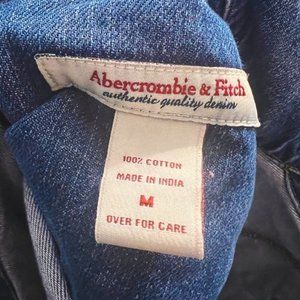 Abercrombie & Fitch
authentic quality denim
100% COTTON
MADE IN INDIA
M
OVER FOR CARE